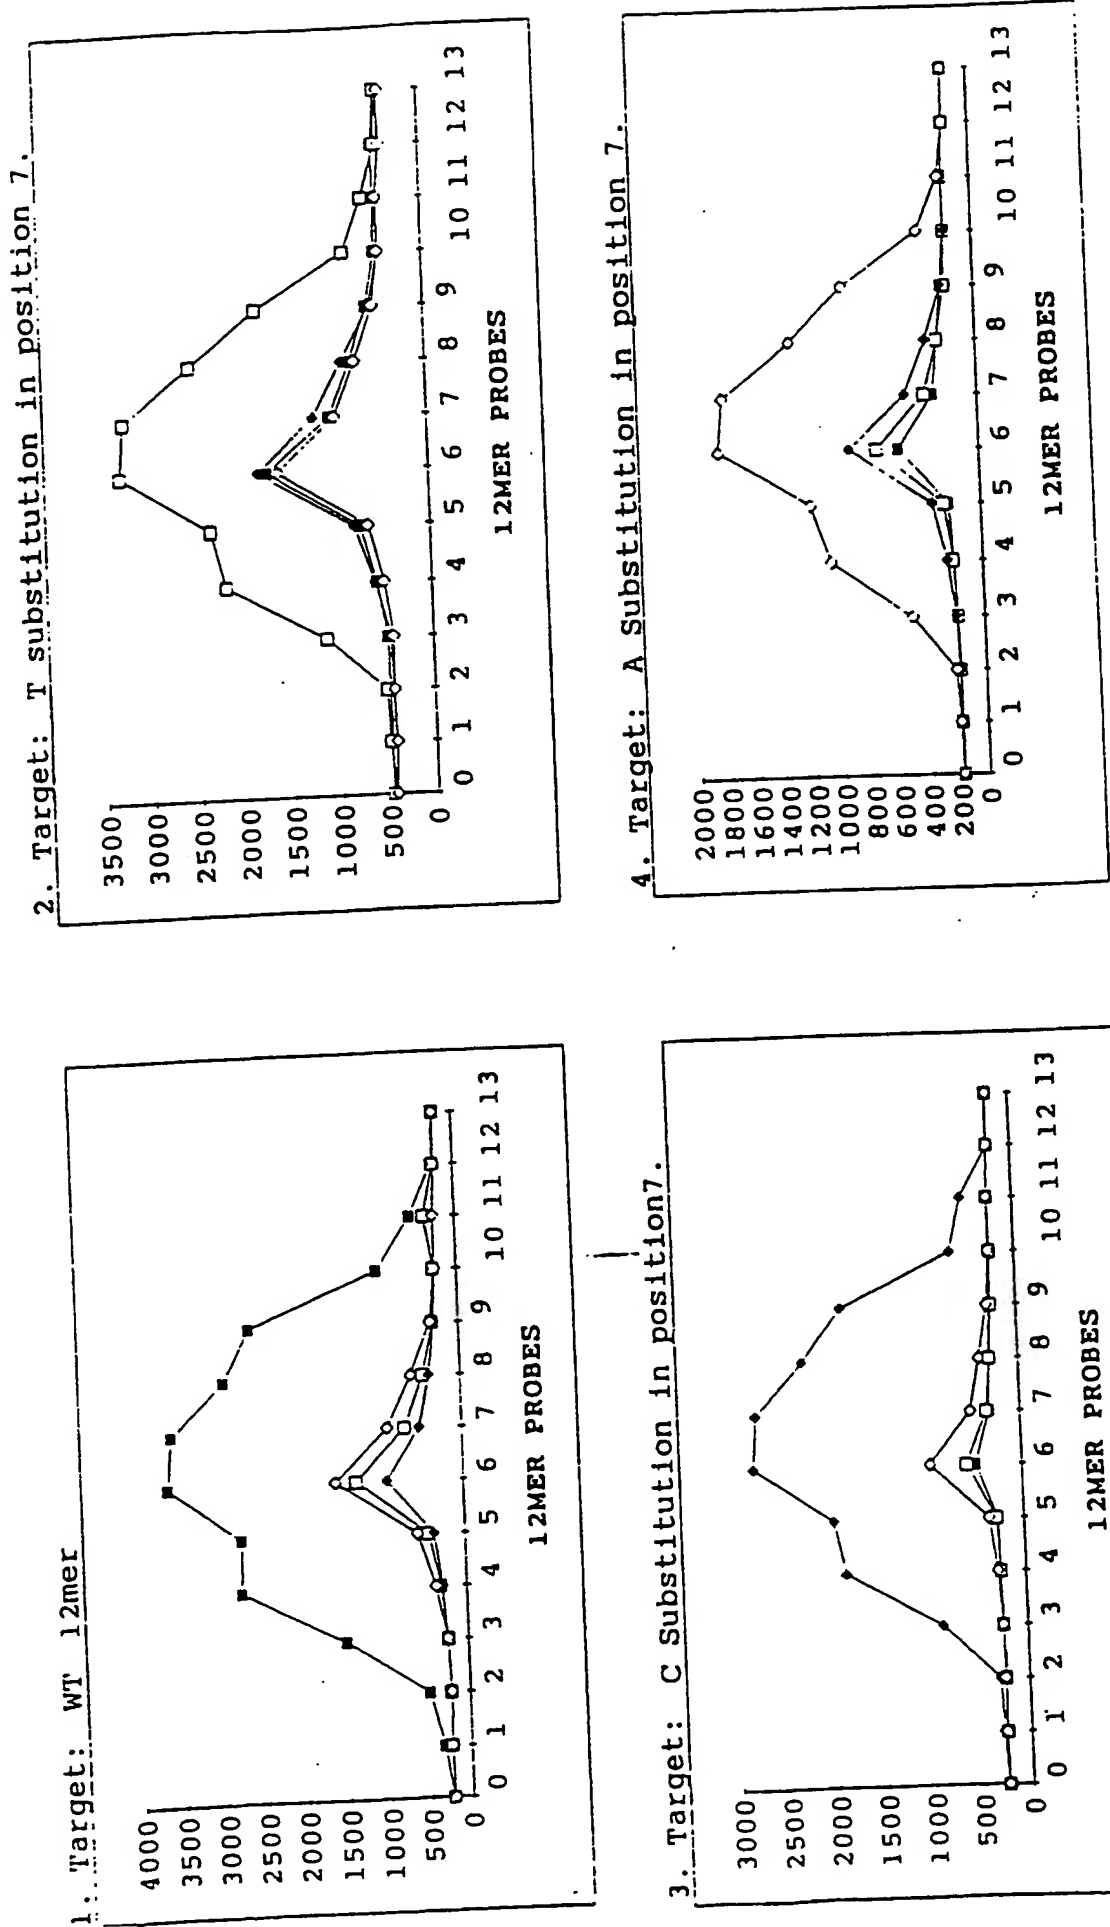 1. Target: WT 12mer
4000
3500
3000
2500
2000
1500
1000
500
0
0 1 2 3 4 5 6 7 8 9 10 11 12 13
12MER PROBES
2. Target: T substitution in position 7.
3500
3000
2500
2000
1500
1000
500
0
0 1 2 3 4 5 6 7 8 9 10 11 12 13
12MER PROBES
3. Target: C Substitution in position7.
3000
2500
2000
1500
1000
500
0
0 1 2 3 4 5 6 7 8 9 10 11 12 13
12MER PROBES
4. Target: A Substitution in position 7.
2000
1800
1600
1400
1200
1000
800
600
400
200
0
0 1 2 3 4 5 6 7 8 9 10 11 12 13
12MER PROBES